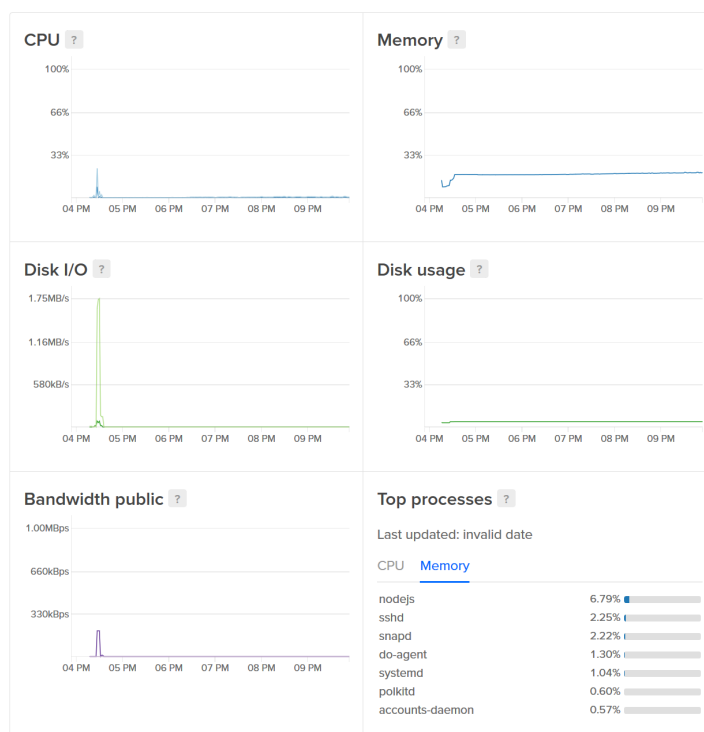 CPU ?
100%
66%
33%
04 PM 05 PM 06 PM 07 PM 08 PM 09 PM
Memory ?
100%
66%
33%
04 PM 05 PM 06 PM 07 PM 08 PM 09 PM
Disk I/O ?
1.75MB/s
1.16MB/s
580kB/s
04 PM 05 PM 06 PM 07 PM 08 PM 09 PM
Disk usage ?
100%
66%
33%
04 PM 05 PM 06 PM 07 PM 08 PM 09 PM
Bandwidth public ?
1.00MBps
660kBps
330kBps
04 PM 05 PM 06 PM 07 PM 08 PM 09 PM
Top processes ?
Last updated: invalid date
CPU Memory
nodejs 6.79%
sshd 2.25%
snapd 2.22%
do-agent 1.30%
systemd 1.04%
polkitd 0.60%
accounts-daemon 0.57%